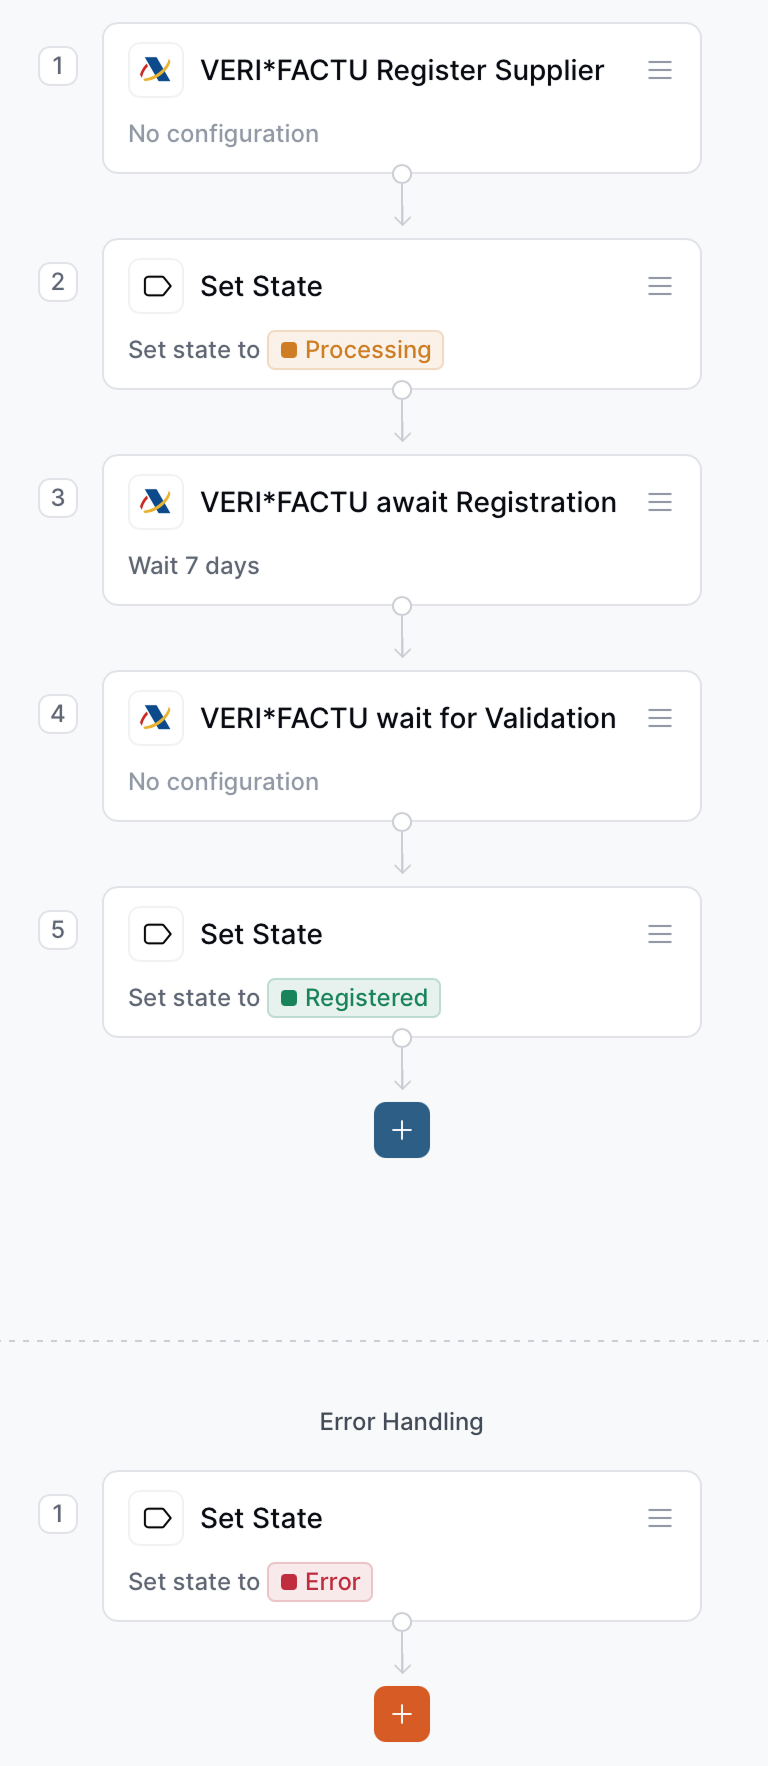 1
VERI*FACTU Register Supplier
No configuration
2
Set State
Set state to Processing
3
VERI*FACTU await Registration
Wait 7 days
4
VERI*FACTU wait for Validation
No configuration
5
Set State
Set state to Registered
Error Handling
1
Set State
Set state to Error